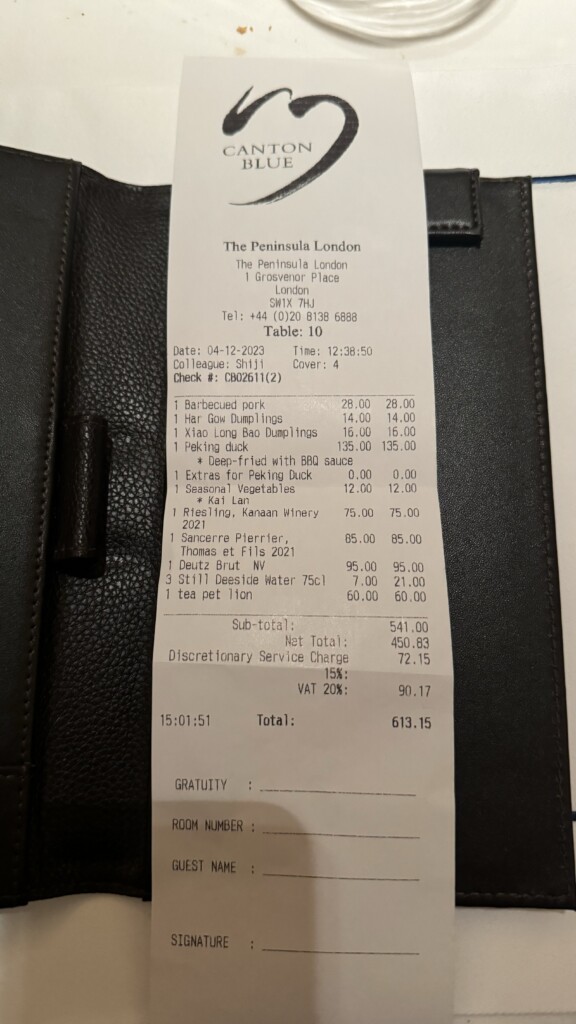 CANTON
BLUE
The Peninsula London
The Peninsula London
1 Grosvenor Place
London
SW1X 7HJ
Tel: +44 (0)20 8138 6888
Table: 10
Date: 04-12-2023 Time: 12:38:50
Colleague: Shiji Cover: 4
Check #: CB02611(2)
1 Barbecued pork 28.00 28.00
1 Har Gow Dumplings 14.00 14.00
1 Xiao Long Bao Dumplings 16.00 16.00
1 Peking duck 135.00 135.00
* Deep-fried with BBQ sauce
1 Extras for Peking Duck 0.00 0.00
1 Seasonal Vegetables 12.00 12.00
* Kai Lan
1 Riesling, Kanaan Winery 75.00 75.00
2021
1 Sancerre Pierrier, 85.00 85.00
Thomas et Fils 2021
1 Deutz Brut NV 95.00 95.00
3 Still Deeside Water 75cl 7.00 21.00
1 tea pet lion 60.00 60.00
Sub-total: 541.00
Net Total: 450.83
Discretionary Service Charge 72.15
15%:
VAT 20%: 90.17
15:01:51 Total: 613.15
GRATUITY :
ROOM NUMBER :
GUEST NAME :
SIGNATURE :